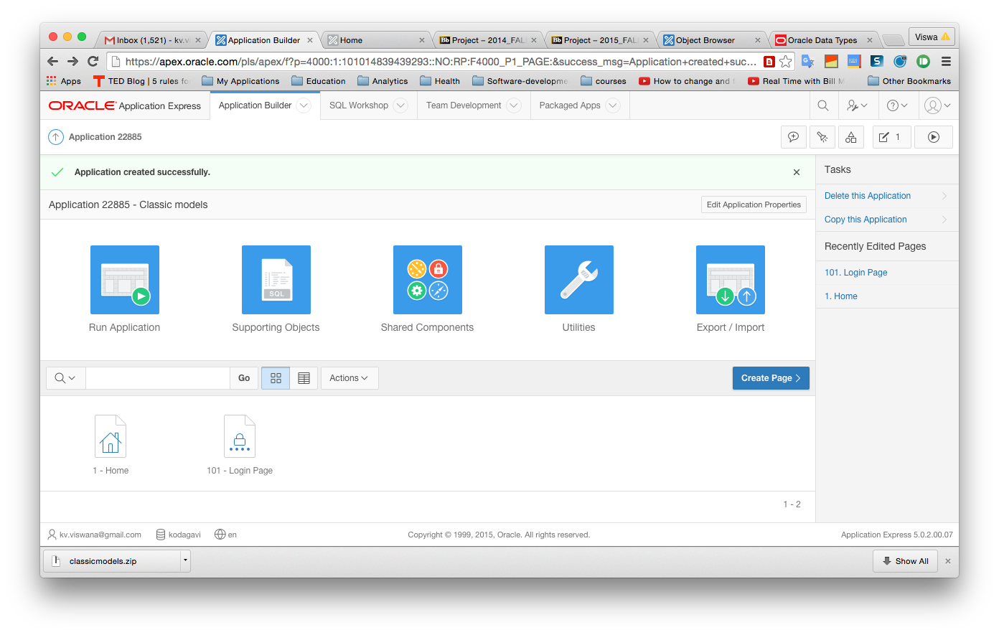 Inbox (1,521) - kv.vi
Application Builder
Home
Bb Project – 2014_FALL
Bb Project – 2015_FALL
Object Browser
Oracle Data Types
Viswa
https://apex.oracle.com/pls/apex/f?p=4000:1:101014839439293::NO:RP:F4000_P1_PAGE:&success_msg=Application+created+suc...
Apps
TED Blog | 5 rules fo
My Applications
Education
Analytics
Health
Software-developme
courses
How to change and
Real Time with Bill M
Other Bookmarks
ORACLE Application Express
Application Builder
SQL Workshop
Team Development
Packaged Apps
Application 22885
1
Application created successfully.
Application 22885 - Classic models
Edit Application Properties
Tasks
Delete this Application
Copy this Application
Recently Edited Pages
101. Login Page
1. Home
SQL
Run Application
Supporting Objects
Shared Components
Utilities
Export / Import
Go
Actions
Create Page
1 - Home
101 - Login Page
1 - 2
kv.viswana@gmail.com
kodagavi
en
Copyright © 1999, 2015, Oracle. All rights reserved.
Application Express 5.0.2.00.07
classicmodels.zip
Show All